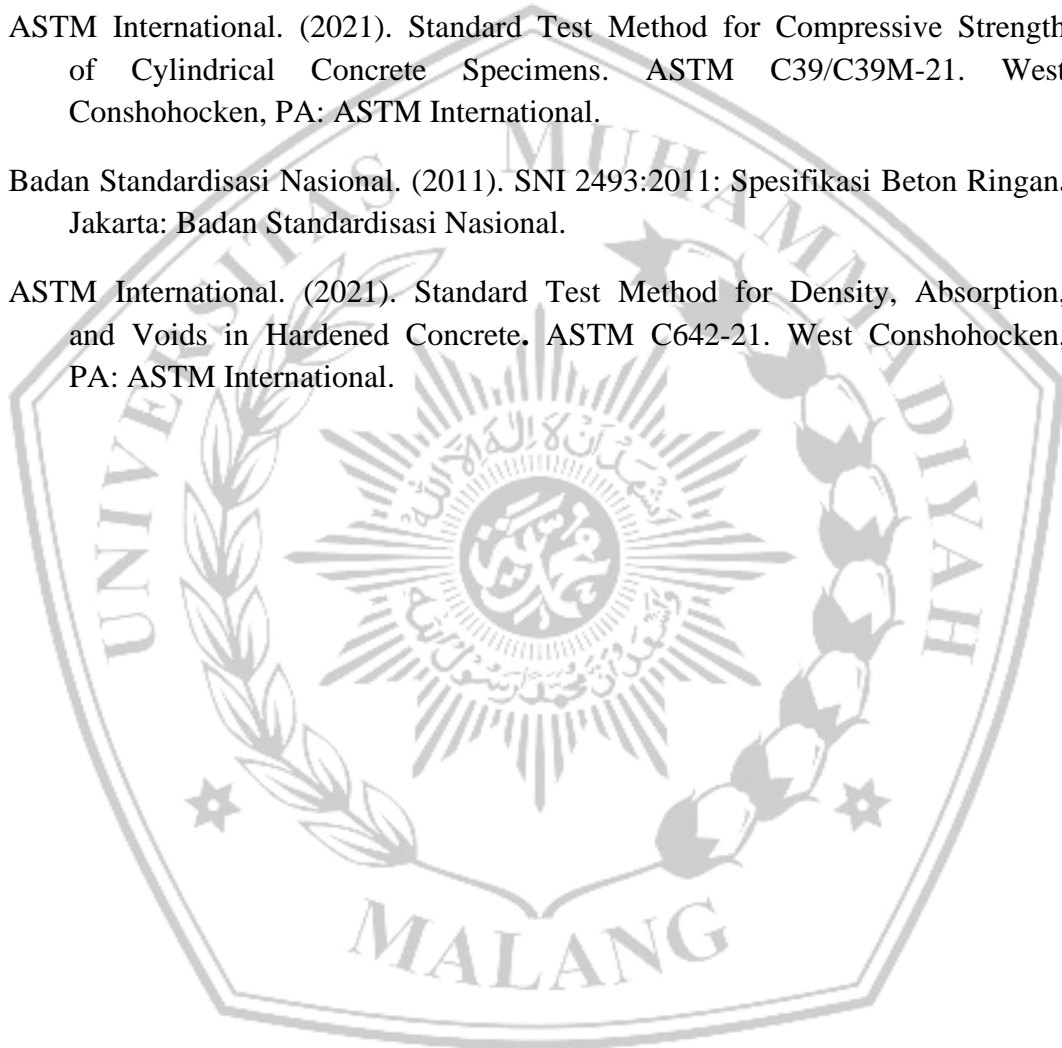 ASTM International. (2021). Standard Test Method for Compressive Strength
of Cylindrical Concrete Specimens. ASTM C39/C39M-21. West
Conshohocken, PA: ASTM International.
Badan Standardisasi Nasional. (2011). SNI 2493:2011: Spesifikasi Beton Ringan.
Jakarta: Badan Standardisasi Nasional.
ASTM International. (2021). Standard Test Method for Density, Absorption,
and Voids in Hardened Concrete. ASTM C642-21. West Conshohocken,
PA: ASTM International.
UNIVERSITAS MUHAMMADIYAH
MALANG